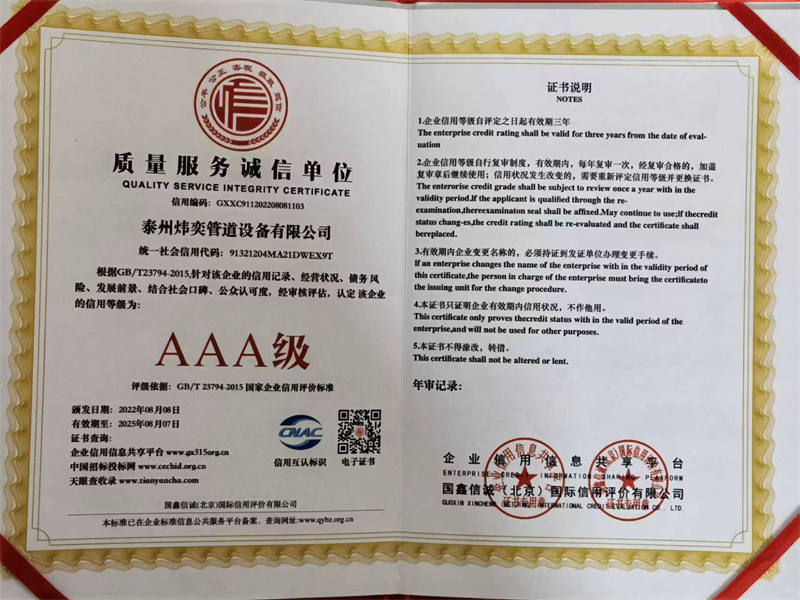 公平 公正 客观
质量服务诚信单位
QUALITY SERVICE INTEGRITY CERTIFICATE
信用编码：GXXC911202208081103
泰州炜奕管道设备有限公司
统一社会信用代码：91321204MA21DWEX9T
根据GB/T23794-2015,针对该企业的信用记录、经营状况、债务风
险、发展前景、结合社会口碑、公众认可度，经审核评估，认定 该企业
的信用等级为：
AAA级
评级依据：GB/T 23794-2015 国家企业信用评价标准
颁发日期：2022年08月08日
有效期至：2025年08月07日
证书查询：
企业信用信息共享平台 www.gx315org.cn
中国招标投标网 www.cecbid.org.cn
天眼查收录 www.tianyancha.com
CNAC
信用互认标识
电子证书
国鑫信诚(北京)国际信用评价有限公司
本标准已在企业标准信息公共服务平台备案，查询网址:www.qybz.org.cn
证书说明
NOTES
1.企业信用等级自评定之日起有效期三年
The enterprise credit rating shall be valid for three years from the date of eval-
uation
2.企业信用等级自行复审制度，有效期内，每年复审一次，经复审合格的，加盖
复审章后继续使用；信用状况发生改变的，需要重新评定信用等级并更换证书。
The enterorise credit grade shall be subject to review once a year with in the
validity period.If the applicant is qualified through the re-
examination,thereexaminaton seal shall be affixed.May continue to use;If thecredit
status chang-es,the credit rating shall be re-evaluated and the certificate shall
bereplaced.
3.有效期内企业变更名称的，必须持证到发证单位办理变更手续。
If an enterprise changes the name of the enterprise with in the validity period of
this certificate,the person in charge of the enterprise must bring the certificateto
the issuing unit for the change procedure.
4.本证书只证明企业有效期内信用状况，不作他用。
This certificate only proves thecredit status with in the valid period of the
enterprise,and will not be used for other purposes.
5.本证书不得涂改，转借。
This certificate shall not be altered or lent.
年审记录：
企业信用信息共享平台
ENTERPRISE CREDIT INFORMATION SHARING PLATFORM
国鑫信诚(北京)国际信用评价有限公司
GUOXIN XINCHENG (BEIJING) INTERNATIONAL CREDIT EVALUATION CO., LTD.
证书专用章
证书专用章